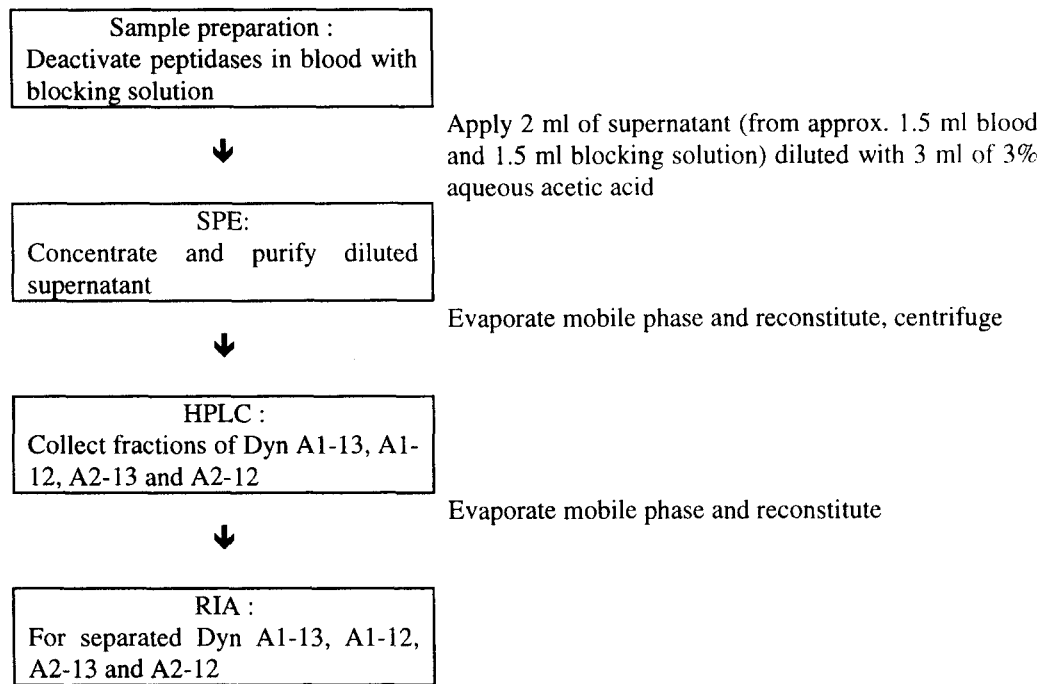 Sample preparation :
Deactivate peptidases in blood with
blocking solution
Apply 2 ml of supernatant (from approx. 1.5 ml blood
and 1.5 ml blocking solution) diluted with 3 ml of 3%
aqueous acetic acid
SPE:
Concentrate and purify diluted
supernatant
Evaporate mobile phase and reconstitute, centrifuge
HPLC :
Collect fractions of Dyn A1-13, A1-
12, A2-13 and A2-12
Evaporate mobile phase and reconstitute
RIA :
For separated Dyn A1-13, A1-12,
A2-13 and A2-12